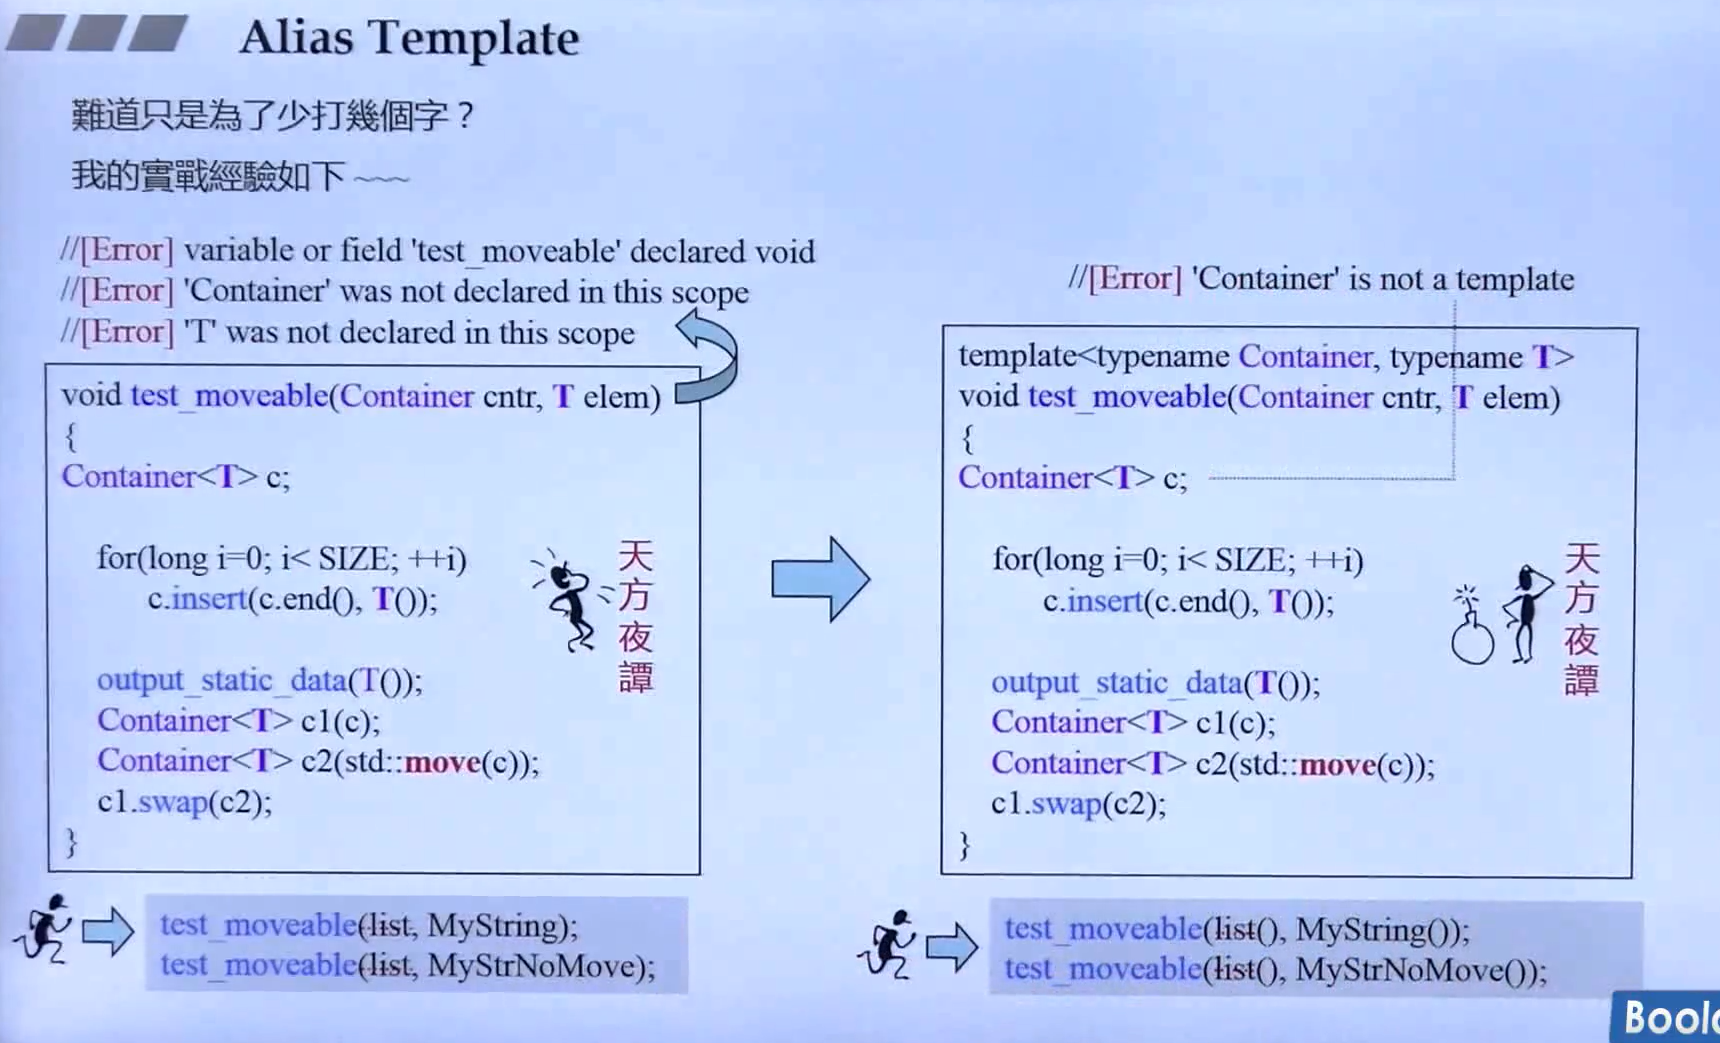 Alias Template
難道只是為了少打幾個字？
我的實戰經驗如下 ~~~
//[Error] variable or field 'test_moveable' declared void
//[Error] 'Container' was not declared in this scope
//[Error] 'T' was not declared in this scope
void test_moveable(Container cntr, T elem)
{
Container<T> c;
for(long i=0; i< SIZE; ++i)
c.insert(c.end(), T());
output_static_data(T());
Container<T> c1(c);
Container<T> c2(std::move(c));
c1.swap(c2);
}
天方夜譚
test_moveable(list, MyString);
test_moveable(list, MyStrNoMove);
//[Error] 'Container' is not a template
template<typename Container, typename T>
void test_moveable(Container cntr, T elem)
{
Container<T> c;
for(long i=0; i< SIZE; ++i)
c.insert(c.end(), T());
output_static_data(T());
Container<T> c1(c);
Container<T> c2(std::move(c));
c1.swap(c2);
}
天方夜譚
test_moveable(list(), MyString());
test_moveable(list(), MyStrNoMove());